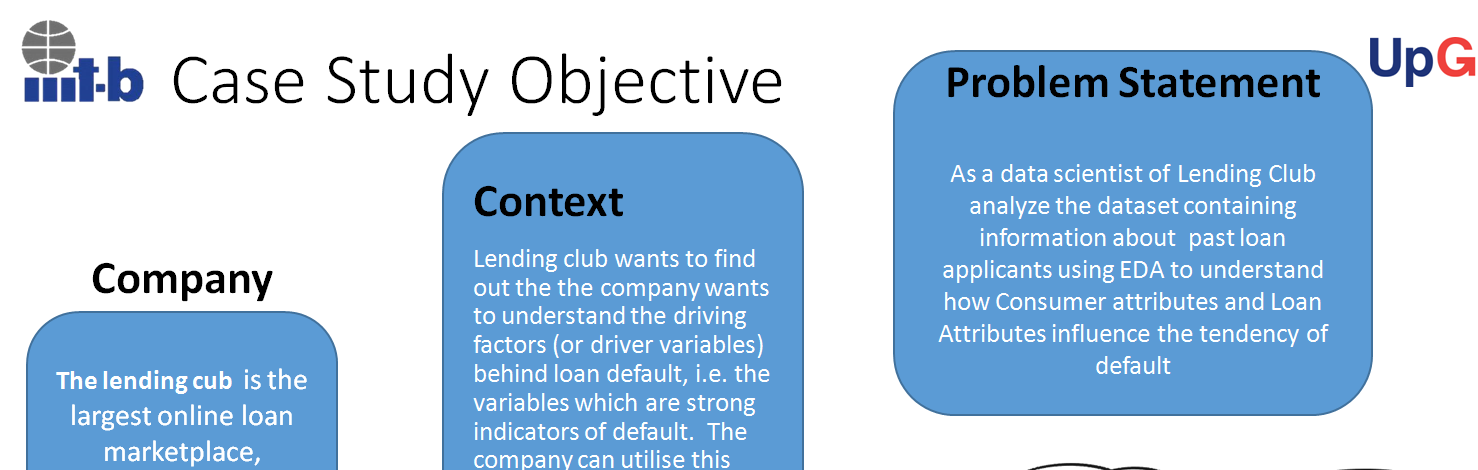 iiit-b
Case Study Objective
UpG
Company
The lending cub is the
largest online loan
marketplace,
Context
Lending club wants to find
out the the company wants
to understand the driving
factors (or driver variables)
behind loan default, i.e. the
variables which are strong
indicators of default. The
company can utilise this
Problem Statement
As a data scientist of Lending Club
analyze the dataset containing
information about past loan
applicants using EDA to understand
how Consumer attributes and Loan
Attributes influence the tendency of
default